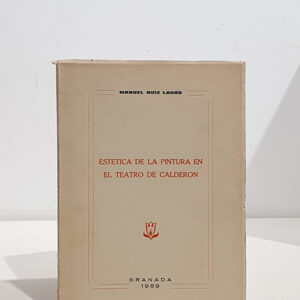 MANUEL RUIZ LAGOS
ESTETICA DE LA PINTURA EN
EL TEATRO DE CALDERON
GRANADA
1969